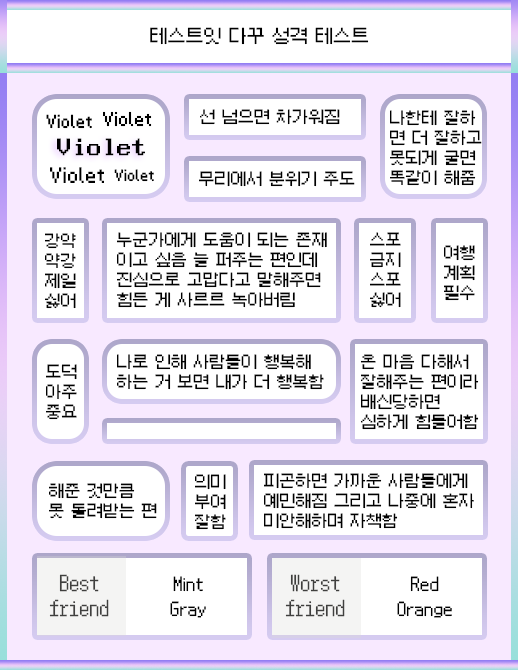 테스트잇 다꾸 성격 테스트
Violet Violet
Violet
Violet Violet
선 넘으면 차가워짐
무리에서 분위기 주도
나한테 잘하
면 더 잘하고
못되게 굴면
똑같이 해줌
강약
약강
제일
싫어
누군가에게 도움이 되는 존재
이고 싶음 늘 퍼주는 편인데
진심으로 고맙다고 말해주면
힘든 게 사르르 녹아버림
스포
금지
스포
싫어
여행
계획
필수
도덕
아주
중요
나로 인해 사람들이 행복해
하는 거 보면 내가 더 행복함
온 마음 다해서
잘해주는 편이라
배신당하면
심하게 힘들어함
해준 것만큼
못 돌려받는 편
의미
부여
잘함
피곤하면 가까운 사람들에게
예민해짐 그리고 나중에 혼자
미안해하며 자책함
Best
friend
Mint
Gray
Worst
friend
Red
Orange